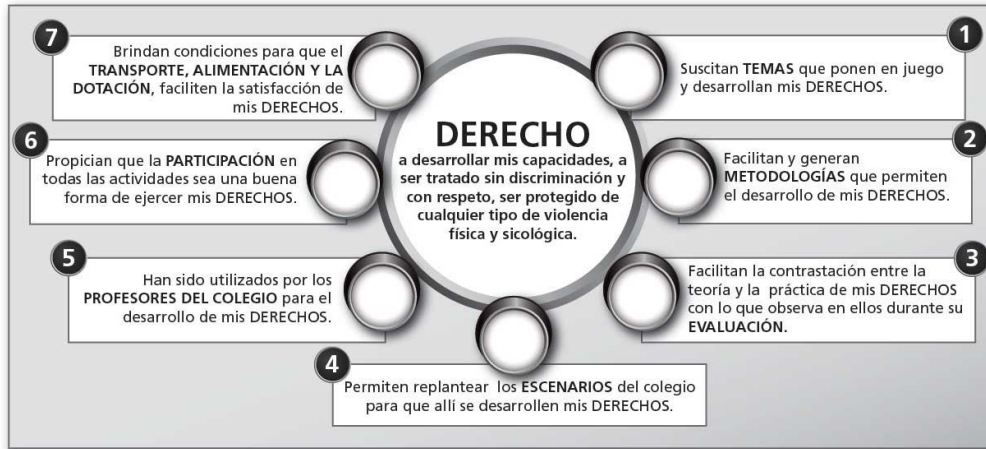 DERECHO
a desarrollar mis capacidades, a
ser tratado sin discriminación y
con respeto, ser protegido de
cualquier tipo de violencia
física y sicológica.
1
Suscitan TEMAS que ponen en juego
y desarrollan mis DERECHOS.
2
Facilitan y generan
METODOLOGÍAS que permiten
el desarrollo de mis DERECHOS.
3
Facilitan la contrastación entre la
teoría y la práctica de mis DERECHOS
con lo que observa en ellos durante su
EVALUACIÓN.
4
Permiten replantear los ESCENARIOS del colegio
para que allí se desarrollen mis DERECHOS.
5
Han sido utilizados por los
PROFESORES DEL COLEGIO para el
desarrollo de mis DERECHOS.
6
Propician que la PARTICIPACIÓN en
todas las actividades sea una buena
forma de ejercer mis DERECHOS.
7
Brindan condiciones para que el
TRANSPORTE, ALIMENTACIÓN Y LA
DOTACIÓN, faciliten la satisfacción de
mis DERECHOS.